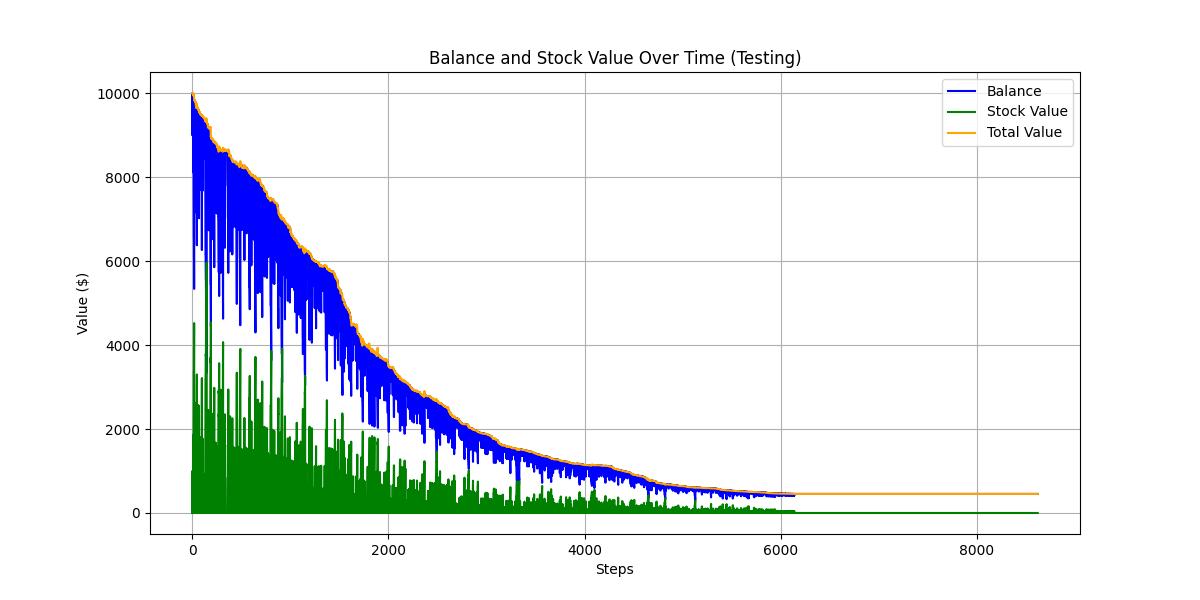 Balance and Stock Value Over Time (Testing)
Balance
Stock Value
Total Value
Value ($)
10000
8000
6000
4000
2000
0
0 2000 4000 6000 8000
Steps